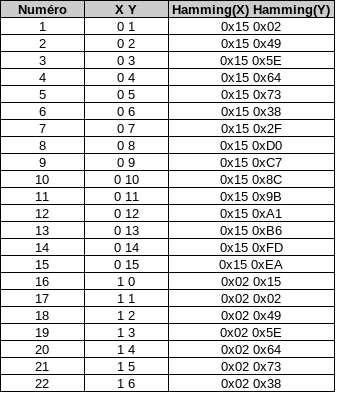 Numéro X Y Hamming(X) Hamming(Y)
1 0 1 0x15 0x02
2 0 2 0x15 0x49
3 0 3 0x15 0x5E
4 0 4 0x15 0x64
5 0 5 0x15 0x73
6 0 6 0x15 0x38
7 0 7 0x15 0x2F
8 0 8 0x15 0xD0
9 0 9 0x15 0xC7
10 0 10 0x15 0x8C
11 0 11 0x15 0x9B
12 0 12 0x15 0xA1
13 0 13 0x15 0xB6
14 0 14 0x15 0xFD
15 0 15 0x15 0xEA
16 1 0 0x02 0x15
17 1 1 0x02 0x02
18 1 2 0x02 0x49
19 1 3 0x02 0x5E
20 1 4 0x02 0x64
21 1 5 0x02 0x73
22 1 6 0x02 0x38